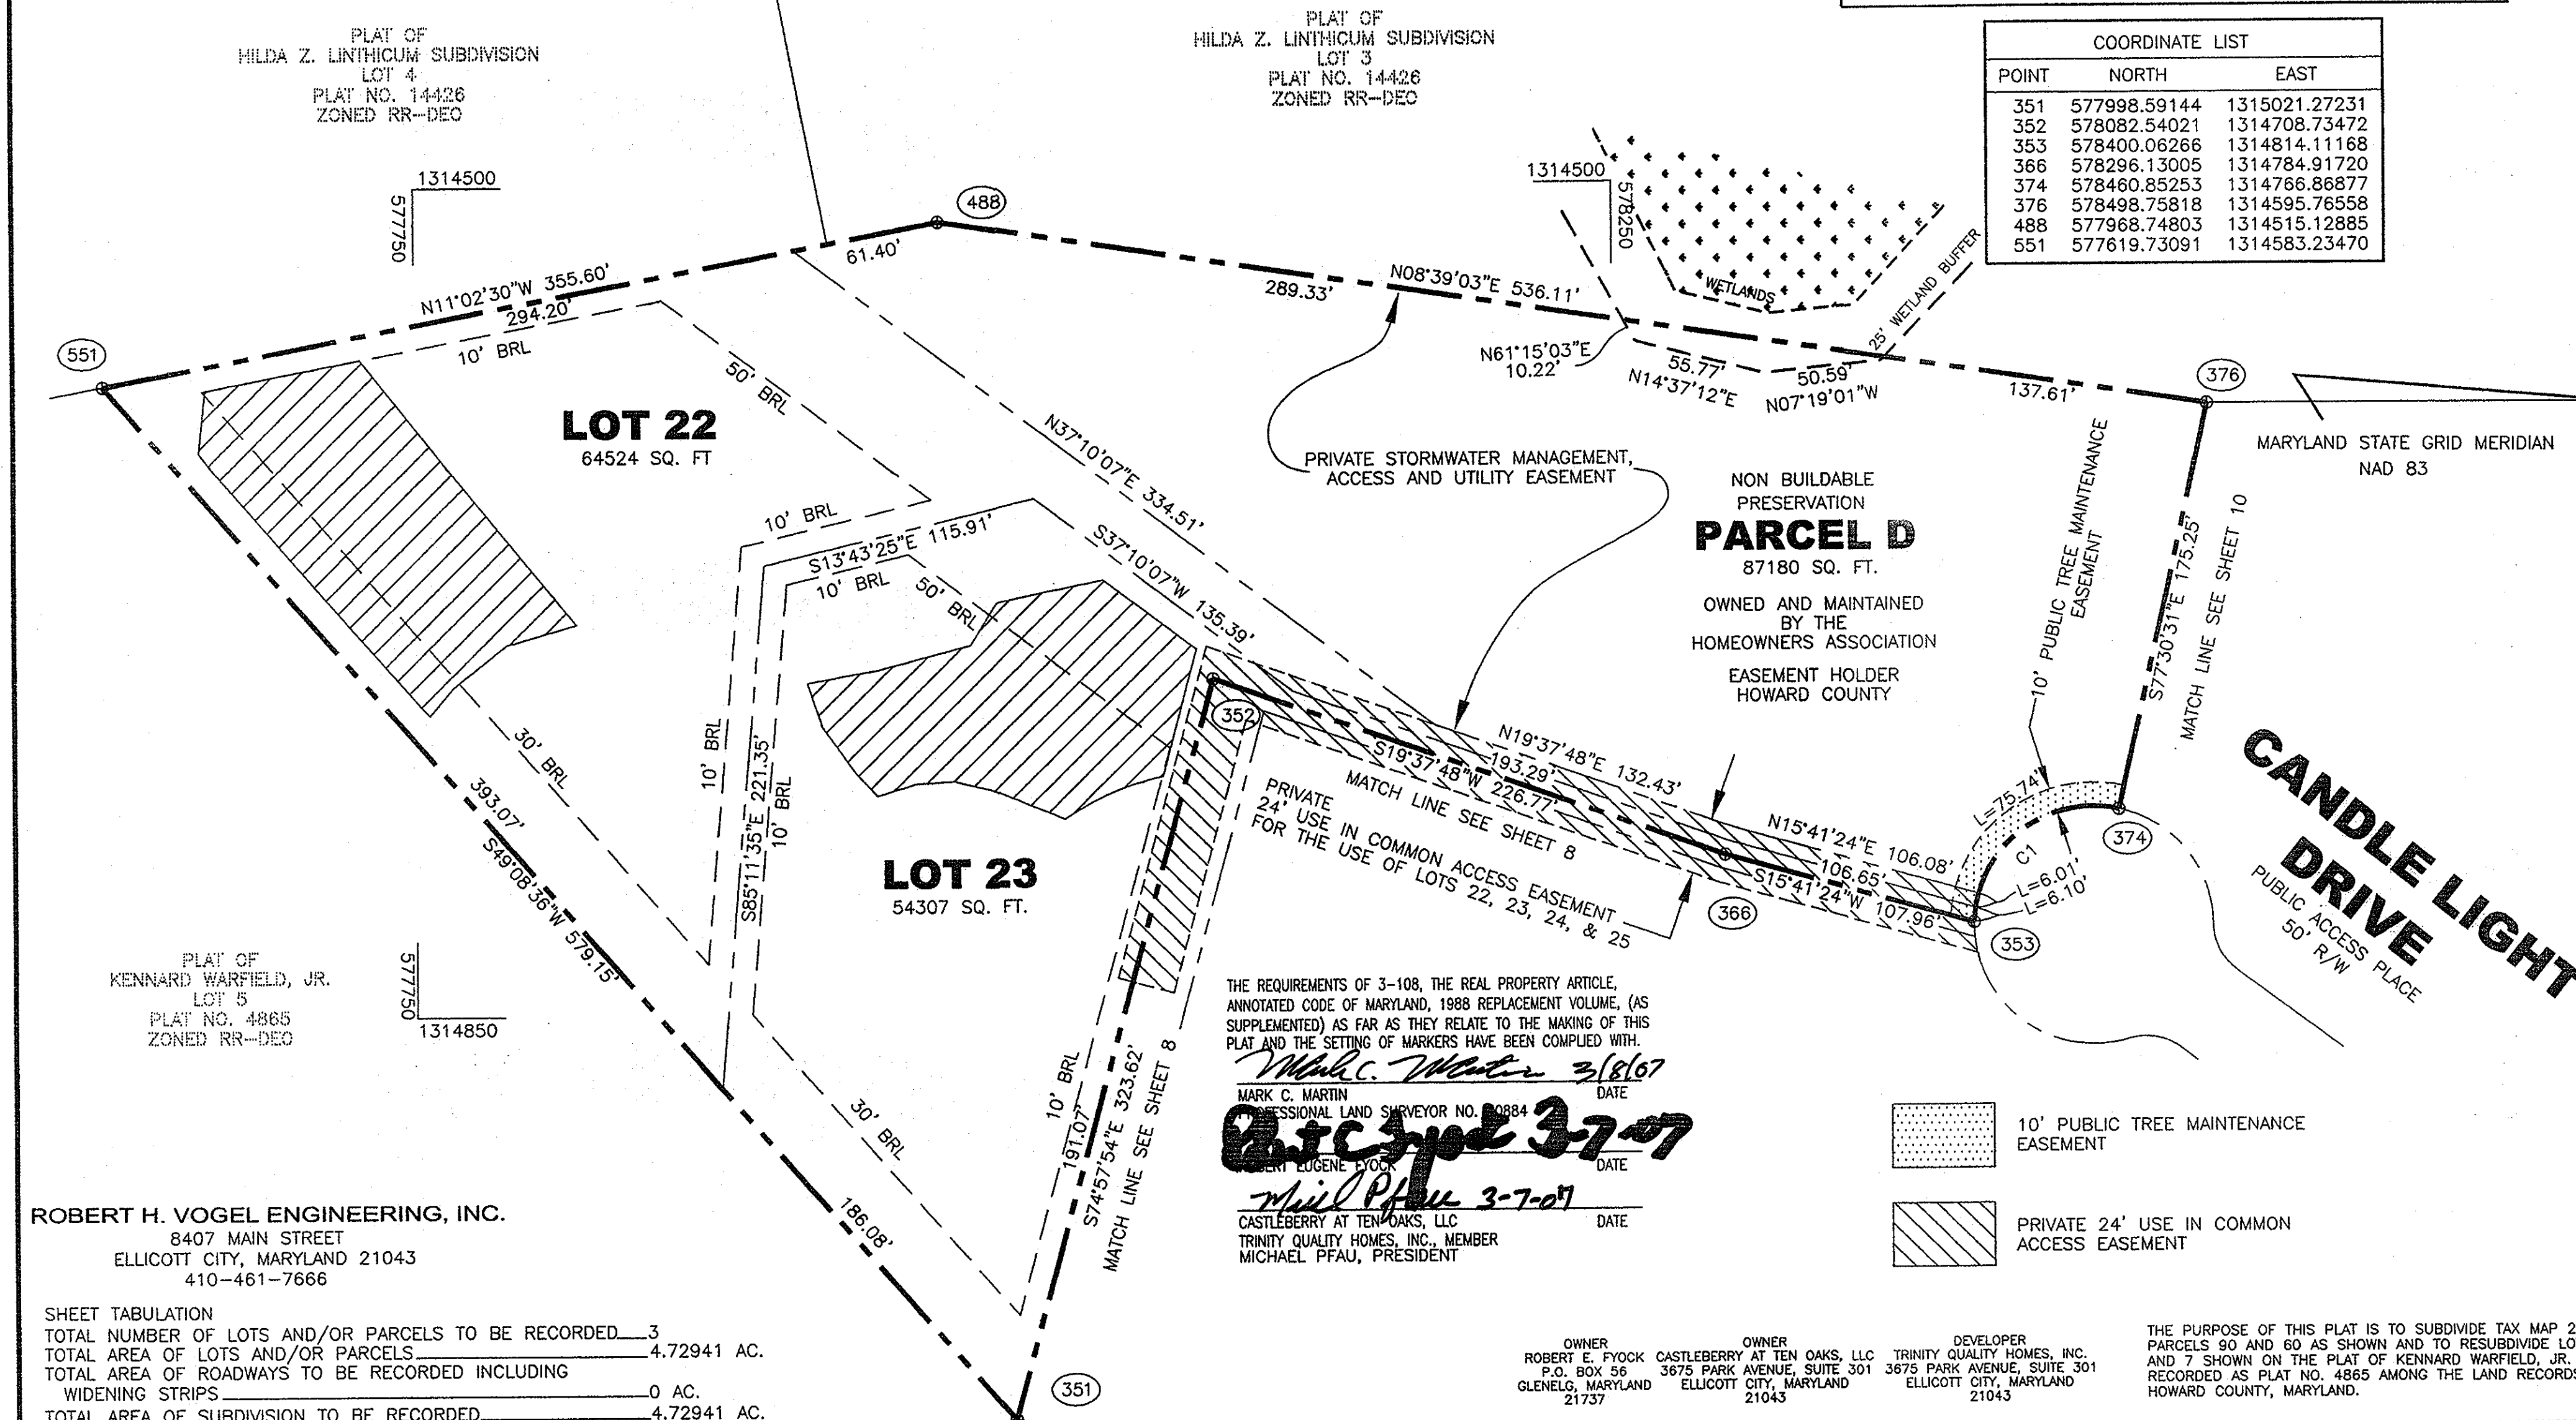 PLAT OF
HILDA Z. LINTHICUM SUBDIVISION
LOT 4
PLAT NO. 14426
ZONED RR-DEO
PLAT OF
HILDA Z. LINTHICUM SUBDIVISION
LOT 3
PLAT NO. 14426
ZONED RR-DEO
COORDINATE LIST
POINT NORTH EAST
351 577998.59144 1315021.27231
352 578082.54021 1314708.73472
353 578400.06266 1314814.11168
366 578296.13005 1314784.91720
374 578460.85253 1314766.86877
376 578498.75818 1314595.76558
488 577968.74803 1314515.12885
551 577619.73091 1314583.23470
1314500
577750
488
61.40'
N11°02'30"W 355.60'
294.20'
10' BRL
551
50' BRL
LOT 22
64524 SQ. FT
1314500
578250
WETLANDS
25' WETLAND BUFFER
N08°39'03"E 536.11'
289.33'
N61°15'03"E
10.22'
55.77'
N14°37'12"E
50.59'
N07°19'01"W
137.61'
376
MARYLAND STATE GRID MERIDIAN
NAD 83
N37°10'07"E 334.51'
PRIVATE STORMWATER MANAGEMENT,
ACCESS AND UTILITY EASEMENT
NON BUILDABLE
PRESERVATION
PARCEL D
87180 SQ. FT.
OWNED AND MAINTAINED
BY THE
HOMEOWNERS ASSOCIATION
EASEMENT HOLDER
HOWARD COUNTY
10' PUBLIC TREE MAINTENANCE
EASEMENT
S77°30'31"E 175.25'
MATCH LINE SEE SHEET 10
10' BRL
S13°43'25"E 115.91'
10' BRL
50' BRL
S37°10'07"W 135.39'
352
10' BRL
S85°11'35"E 221.35'
10' BRL
30' BRL
393.07'
S49°08'36"W 579.15'
LOT 23
54307 SQ. FT.
N19°37'48"E 132.43'
193.29'
S19°37'48"W 226.77'
MATCH LINE SEE SHEET 8
PRIVATE
24' USE IN COMMON ACCESS EASEMENT
FOR THE USE OF LOTS 22, 23, 24, & 25
N15°41'24"E 106.08'
106.65'
S15°41'24"W 107.96'
366
353
L=75.74'
C1
L=6.01'
L=6.10'
374
CANDLE LIGHT
DRIVE
PUBLIC ACCESS PLACE
50' R/W
PLAT OF
KENNARD WARFIELD, JR.
LOT 5
PLAT NO. 4865
ZONED RR-DEO
577750
1314850
30' BRL
10' BRL
191.07'
S74°57'54"E 323.62'
MATCH LINE SEE SHEET 8
186.08'
351
THE REQUIREMENTS OF 3-108, THE REAL PROPERTY ARTICLE,
ANNOTATED CODE OF MARYLAND, 1988 REPLACEMENT VOLUME, (AS
SUPPLEMENTED) AS FAR AS THEY RELATE TO THE MAKING OF THIS
PLAT AND THE SETTING OF MARKERS HAVE BEEN COMPLIED WITH.
Mark C. Martin 3/8/07
MARK C. MARTIN DATE
PROFESSIONAL LAND SURVEYOR NO. 10884
3-7-07
ROBERT EUGENE FYOCK DATE
Pfau 3-7-07
CASTLEBERRY AT TEN OAKS, LLC DATE
TRINITY QUALITY HOMES, INC., MEMBER
MICHAEL PFAU, PRESIDENT
10' PUBLIC TREE MAINTENANCE
EASEMENT
PRIVATE 24' USE IN COMMON
ACCESS EASEMENT
ROBERT H. VOGEL ENGINEERING, INC.
8407 MAIN STREET
ELLICOTT CITY, MARYLAND 21043
410-461-7666
SHEET TABULATION
TOTAL NUMBER OF LOTS AND/OR PARCELS TO BE RECORDED 3
TOTAL AREA OF LOTS AND/OR PARCELS 4.72941 AC.
TOTAL AREA OF ROADWAYS TO BE RECORDED INCLUDING
WIDENING STRIPS 0 AC.
TOTAL AREA OF SUBDIVISION TO BE RECORDED 4.72941 AC.
OWNER
ROBERT E. FYOCK
P.O. BOX 56
GLENELG, MARYLAND
21737
OWNER
CASTLEBERRY AT TEN OAKS, LLC
3675 PARK AVENUE, SUITE 301
ELLICOTT CITY, MARYLAND
21043
DEVELOPER
TRINITY QUALITY HOMES, INC.
3675 PARK AVENUE, SUITE 301
ELLICOTT CITY, MARYLAND
21043
THE PURPOSE OF THIS PLAT IS TO SUBDIVIDE TAX MAP 2
PARCELS 90 AND 60 AS SHOWN AND TO RESUBDIVIDE LO
AND 7 SHOWN ON THE PLAT OF KENNARD WARFIELD, JR.
RECORDED AS PLAT NO. 4865 AMONG THE LAND RECORDS
HOWARD COUNTY, MARYLAND.